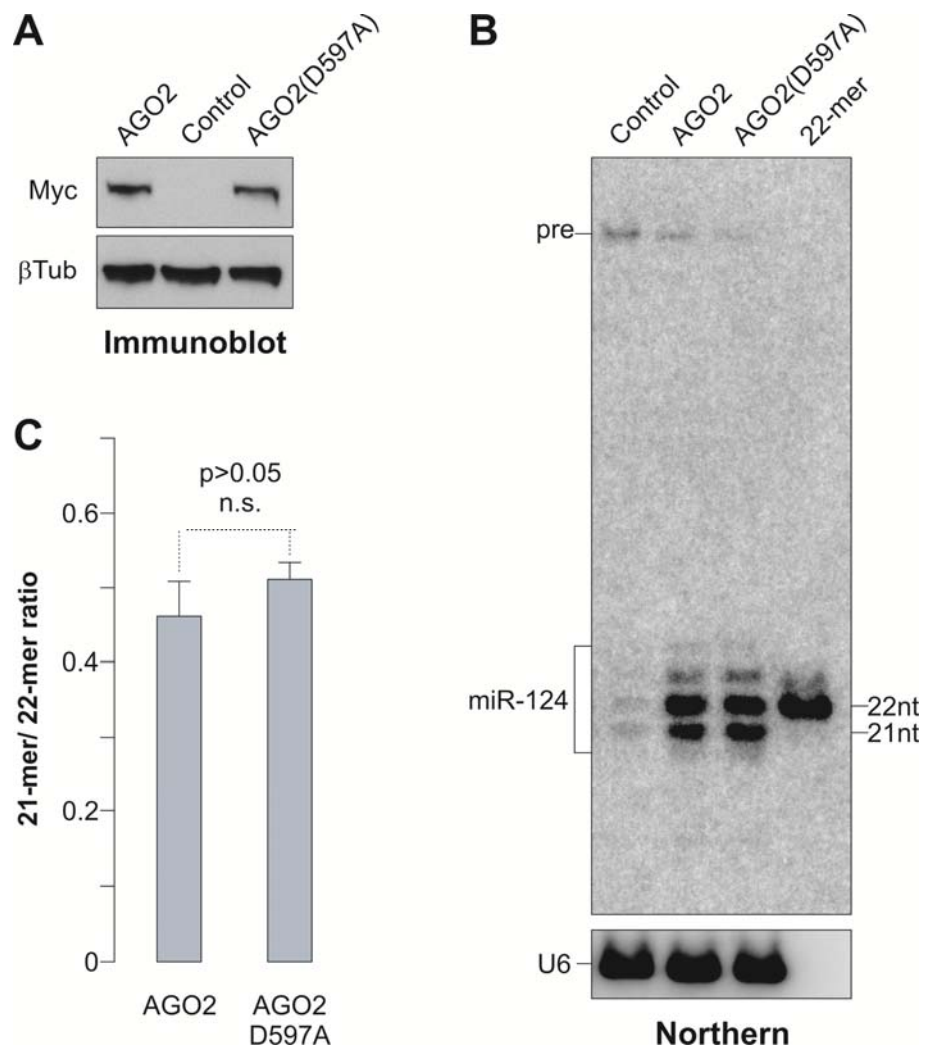 A
AGO2
Control
AGO2(D597A)
Myc
βTub
Immunoblot
B
Control
AGO2
AGO2(D597A)
22-mer
pre
miR-124
22nt
21nt
U6
Northern
C
p>0.05
n.s.
21-mer/ 22-mer ratio
0.6
0.4
0.2
0
AGO2
AGO2
D597A